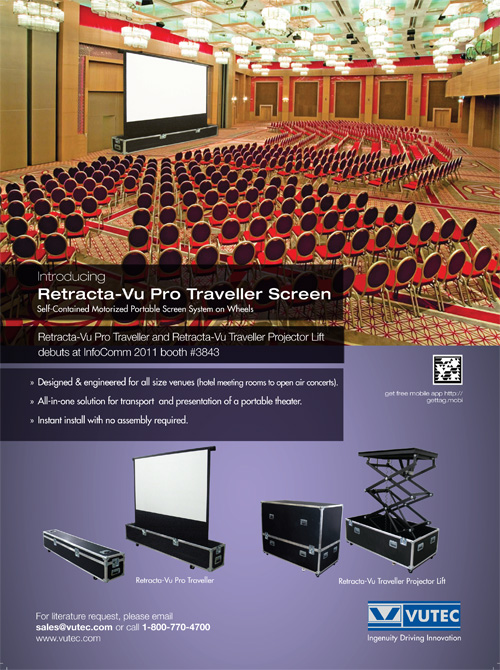 Introducing
Retracta-Vu Pro Traveller Screen
Self-Contained Motorized Portable Screen System on Wheels
Retracta-Vu Pro Traveller and Retracta-Vu Traveller Projector Lift
debuts at InfoComm 2011 booth #3843
» Designed & engineered for all size venues (hotel meeting rooms to open air concerts).
» All-in-one solution for transport and presentation of a portable theater.
» Instant install with no assembly required.
get free mobile app http://
gettag.mobi
Retracta-Vu Pro Traveller
Retracta-Vu Traveller Projector Lift
For literature request, please email
sales@vutec.com or call 1-800-770-4700
www.vutec.com
VUTEC
Ingenuity Driving Innovation